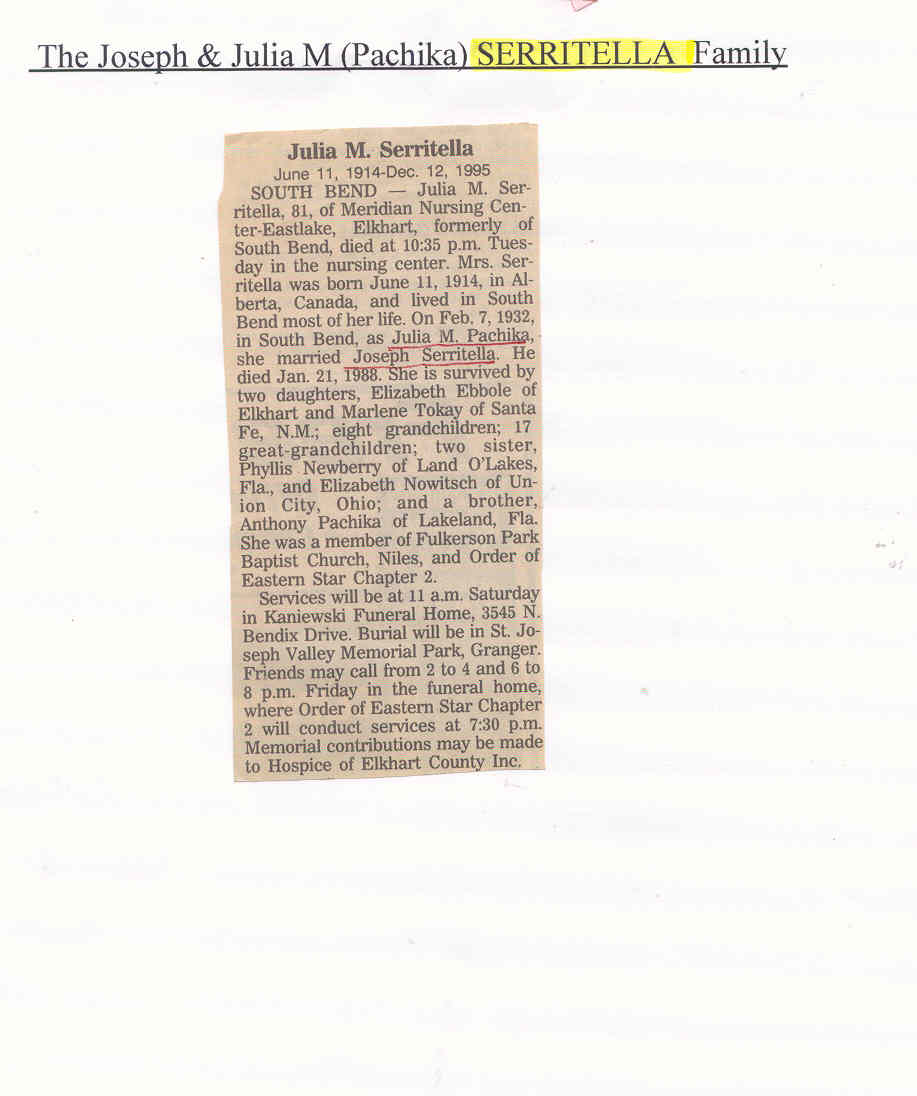 The Joseph & Julia M (Pachika) SERRITELLA Family
Julia M. Serritella
June 11, 1914-Dec. 12, 1995
SOUTH BEND — Julia M. Ser-
ritella, 81, of Meridian Nursing Cen-
ter-Eastlake, Elkhart, formerly of
South Bend, died at 10:35 p.m. Tues-
day in the nursing center. Mrs. Ser-
ritella was born June 11, 1914, in Al-
berta, Canada, and lived in South
Bend most of her life. On Feb. 7, 1932,
in South Bend, as Julia M. Pachika,
she married Joseph Serritella. He
died Jan. 21, 1988. She is survived by
two daughters, Elizabeth Ebbole of
Elkhart and Marlene Tokay of Santa
Fe, N.M.; eight grandchildren; 17
great-grandchildren; two sister,
Phyllis Newberry of Land O'Lakes,
Fla., and Elizabeth Nowitsch of Un-
ion City, Ohio; and a brother,
Anthony Pachika of Lakeland, Fla.
She was a member of Fulkerson Park
Baptist Church, Niles, and Order of
Eastern Star Chapter 2.
Services will be at 11 a.m. Saturday
in Kaniewski Funeral Home, 3545 N.
Bendix Drive. Burial will be in St. Jo-
seph Valley Memorial Park, Granger.
Friends may call from 2 to 4 and 6 to
8 p.m. Friday in the funeral home,
where Order of Eastern Star Chapter
2 will conduct services at 7:30 p.m.
Memorial contributions may be made
to Hospice of Elkhart County Inc.